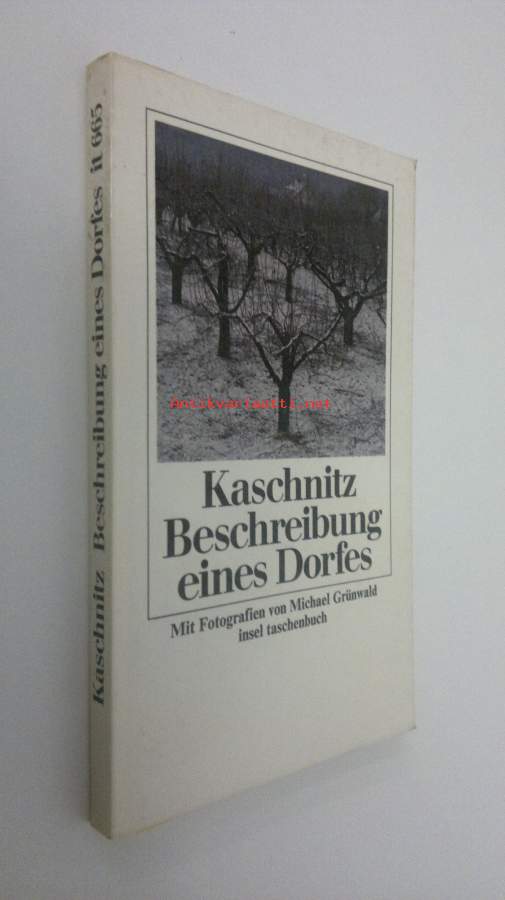 Kaschnitz Beschreibung eines Dorfes it 665
antikvariaatti.net
Kaschnitz
Beschreibung
eines Dorfes
Mit Fotografien von Michael Grünwald
insel taschenbuch